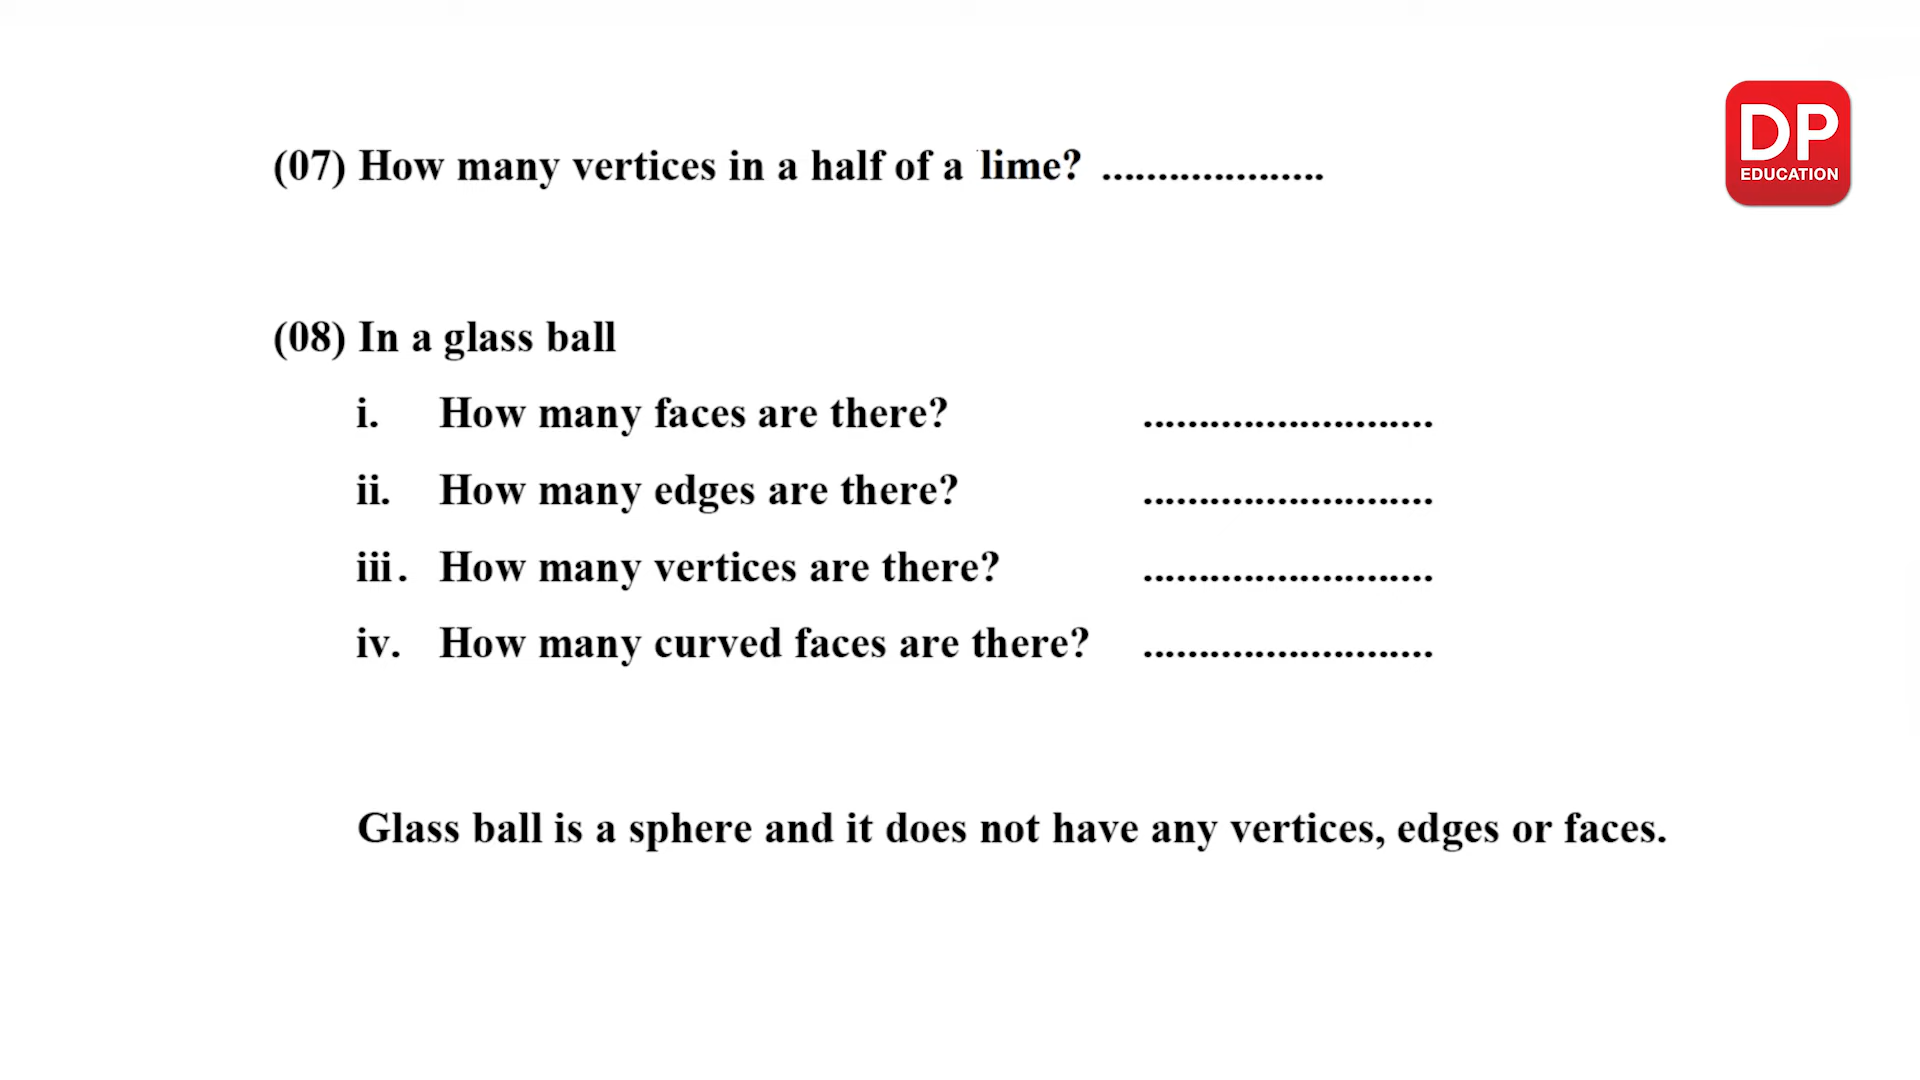 DP
EDUCATION
(07) How many vertices in a half of a lime? ....................
(08) In a glass ball
i. How many faces are there? ..........................
ii. How many edges are there? ..........................
iii. How many vertices are there? ..........................
iv. How many curved faces are there? ..........................
Glass ball is a sphere and it does not have any vertices, edges or faces.